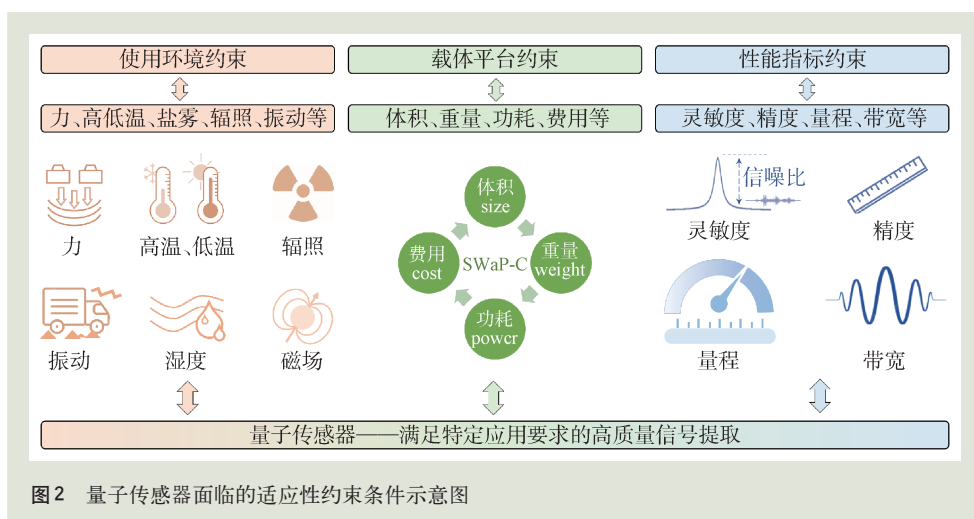 使用环境约束
载体平台约束
性能指标约束
力、高低温、盐雾、辐照、振动等
体积、重量、功耗、费用等
灵敏度、精度、量程、带宽等
力
高温、低温
辐照
振动
湿度
磁场
体积
size
费用
cost
SWaP-C
重量
weight
功耗
power
信噪比
灵敏度
精度
量程
带宽
量子传感器——满足特定应用要求的高质量信号提取
图2 量子传感器面临的适应性约束条件示意图